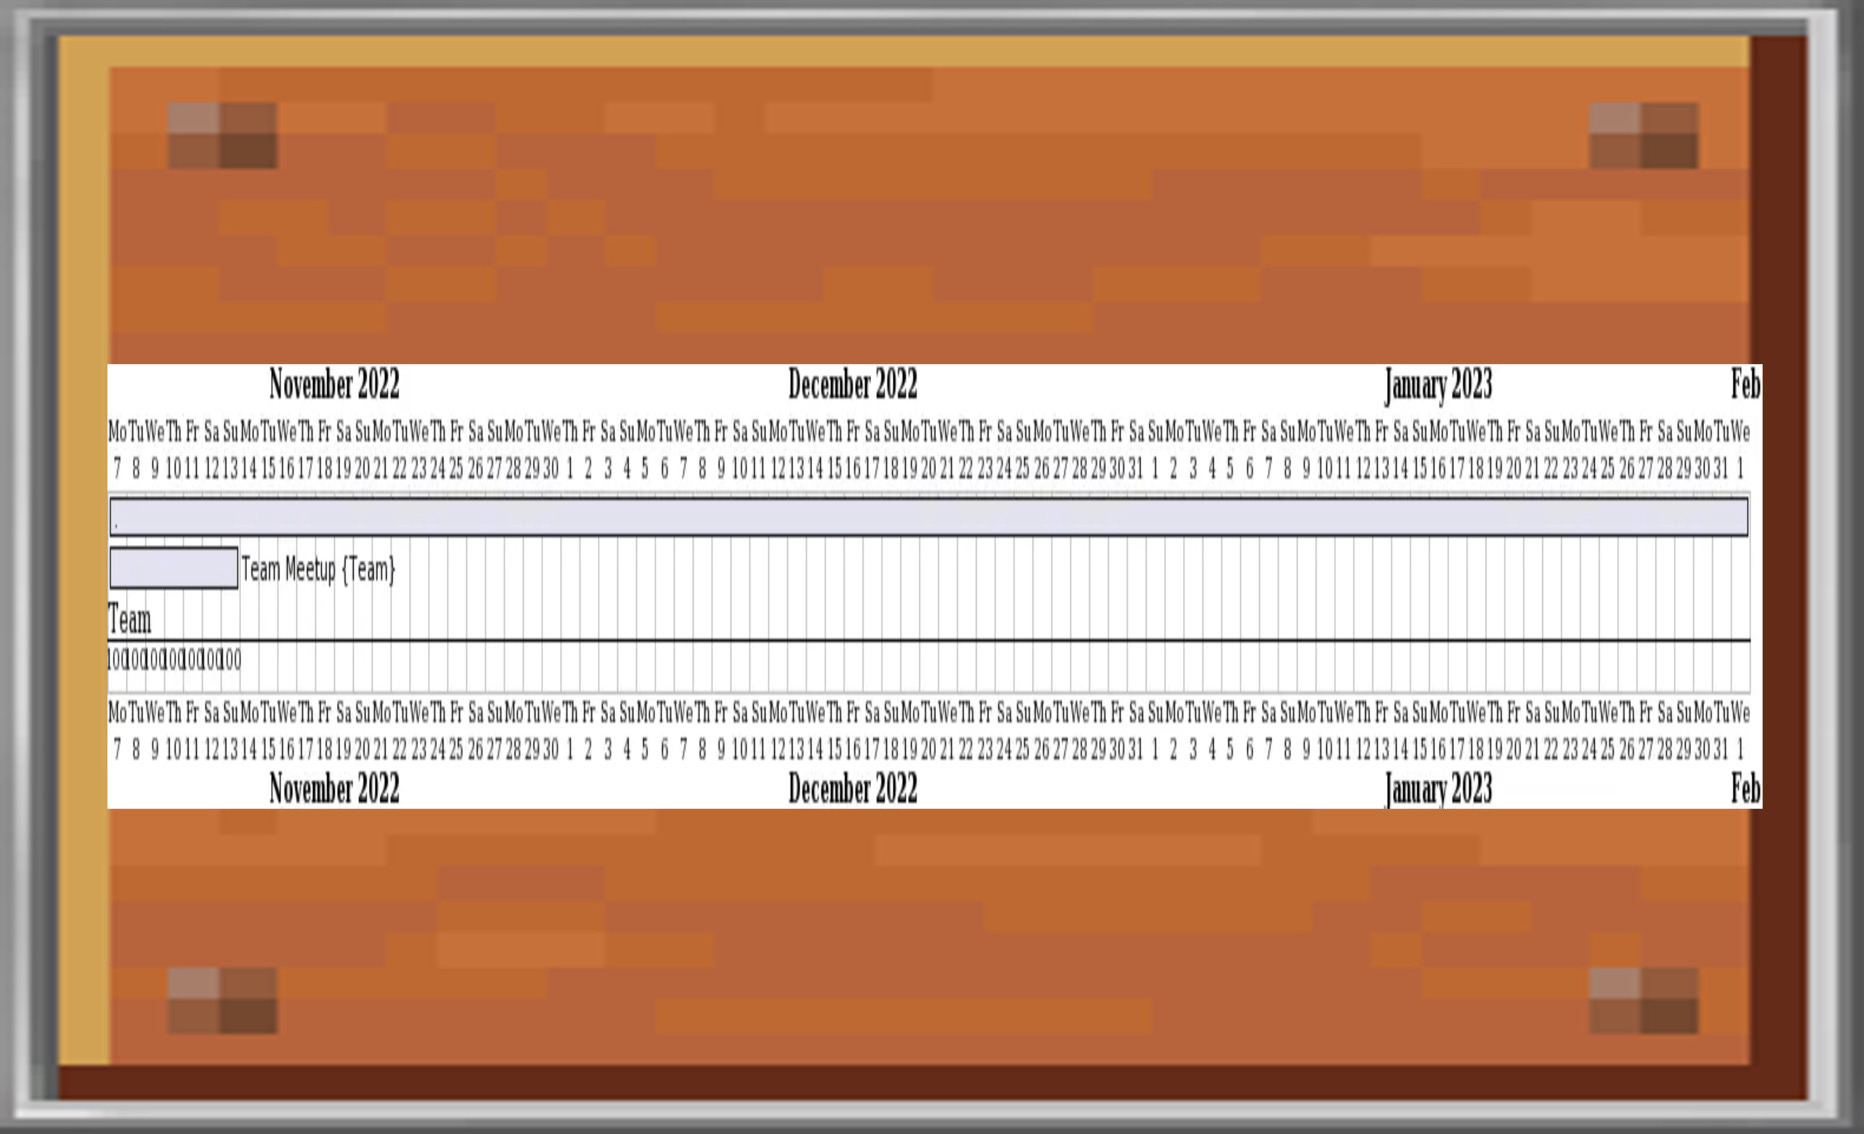 November 2022 December 2022 January 2023 Feb
Mo Tu We Th Fr Sa Su Mo Tu We Th Fr Sa Su Mo Tu We Th Fr Sa Su Mo Tu We Th Fr Sa Su Mo Tu We Th Fr Sa Su Mo Tu We Th Fr Sa Su Mo Tu We Th Fr Sa Su Mo Tu We Th Fr Sa Su Mo Tu We Th Fr Sa Su Mo Tu We Th Fr Sa Su Mo Tu We Th Fr Sa Su Mo Tu We Th Fr Sa Su Mo Tu We
7 8 9 10 11 12 13 14 15 16 17 18 19 20 21 22 23 24 25 26 27 28 29 30 1 2 3 4 5 6 7 8 9 10 11 12 13 14 15 16 17 18 19 20 21 22 23 24 25 26 27 28 29 30 31 1 2 3 4 5 6 7 8 9 10 11 12 13 14 15 16 17 18 19 20 21 22 23 24 25 26 27 28 29 30 31 1
.
Team Meetup {Team}
Team
100 100 100 100 100 100 100
Mo Tu We Th Fr Sa Su Mo Tu We Th Fr Sa Su Mo Tu We Th Fr Sa Su Mo Tu We Th Fr Sa Su Mo Tu We Th Fr Sa Su Mo Tu We Th Fr Sa Su Mo Tu We Th Fr Sa Su Mo Tu We Th Fr Sa Su Mo Tu We Th Fr Sa Su Mo Tu We Th Fr Sa Su Mo Tu We Th Fr Sa Su Mo Tu We Th Fr Sa Su Mo Tu We
7 8 9 10 11 12 13 14 15 16 17 18 19 20 21 22 23 24 25 26 27 28 29 30 1 2 3 4 5 6 7 8 9 10 11 12 13 14 15 16 17 18 19 20 21 22 23 24 25 26 27 28 29 30 31 1 2 3 4 5 6 7 8 9 10 11 12 13 14 15 16 17 18 19 20 21 22 23 24 25 26 27 28 29 30 31 1
November 2022 December 2022 January 2023 Feb